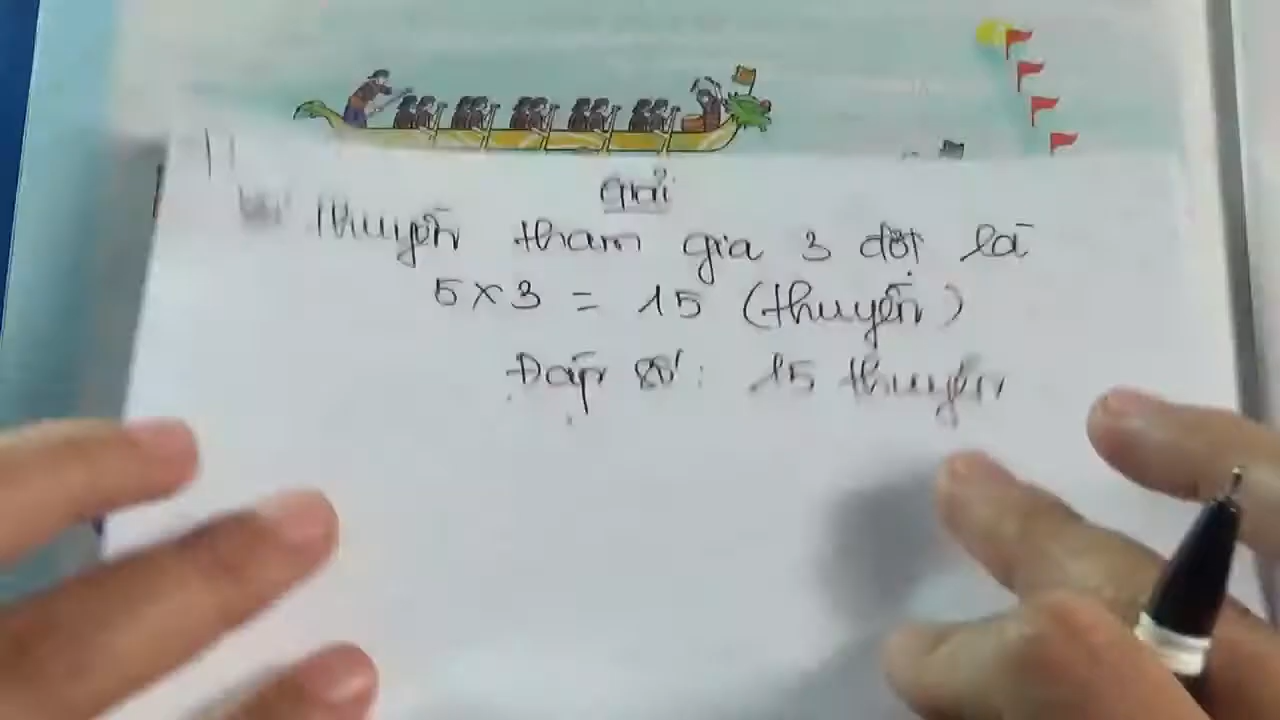 Giải
Thuyền tham gia 3 đợt là
5 x 3 = 15 (thuyền)
Đáp số: 15 thuyền